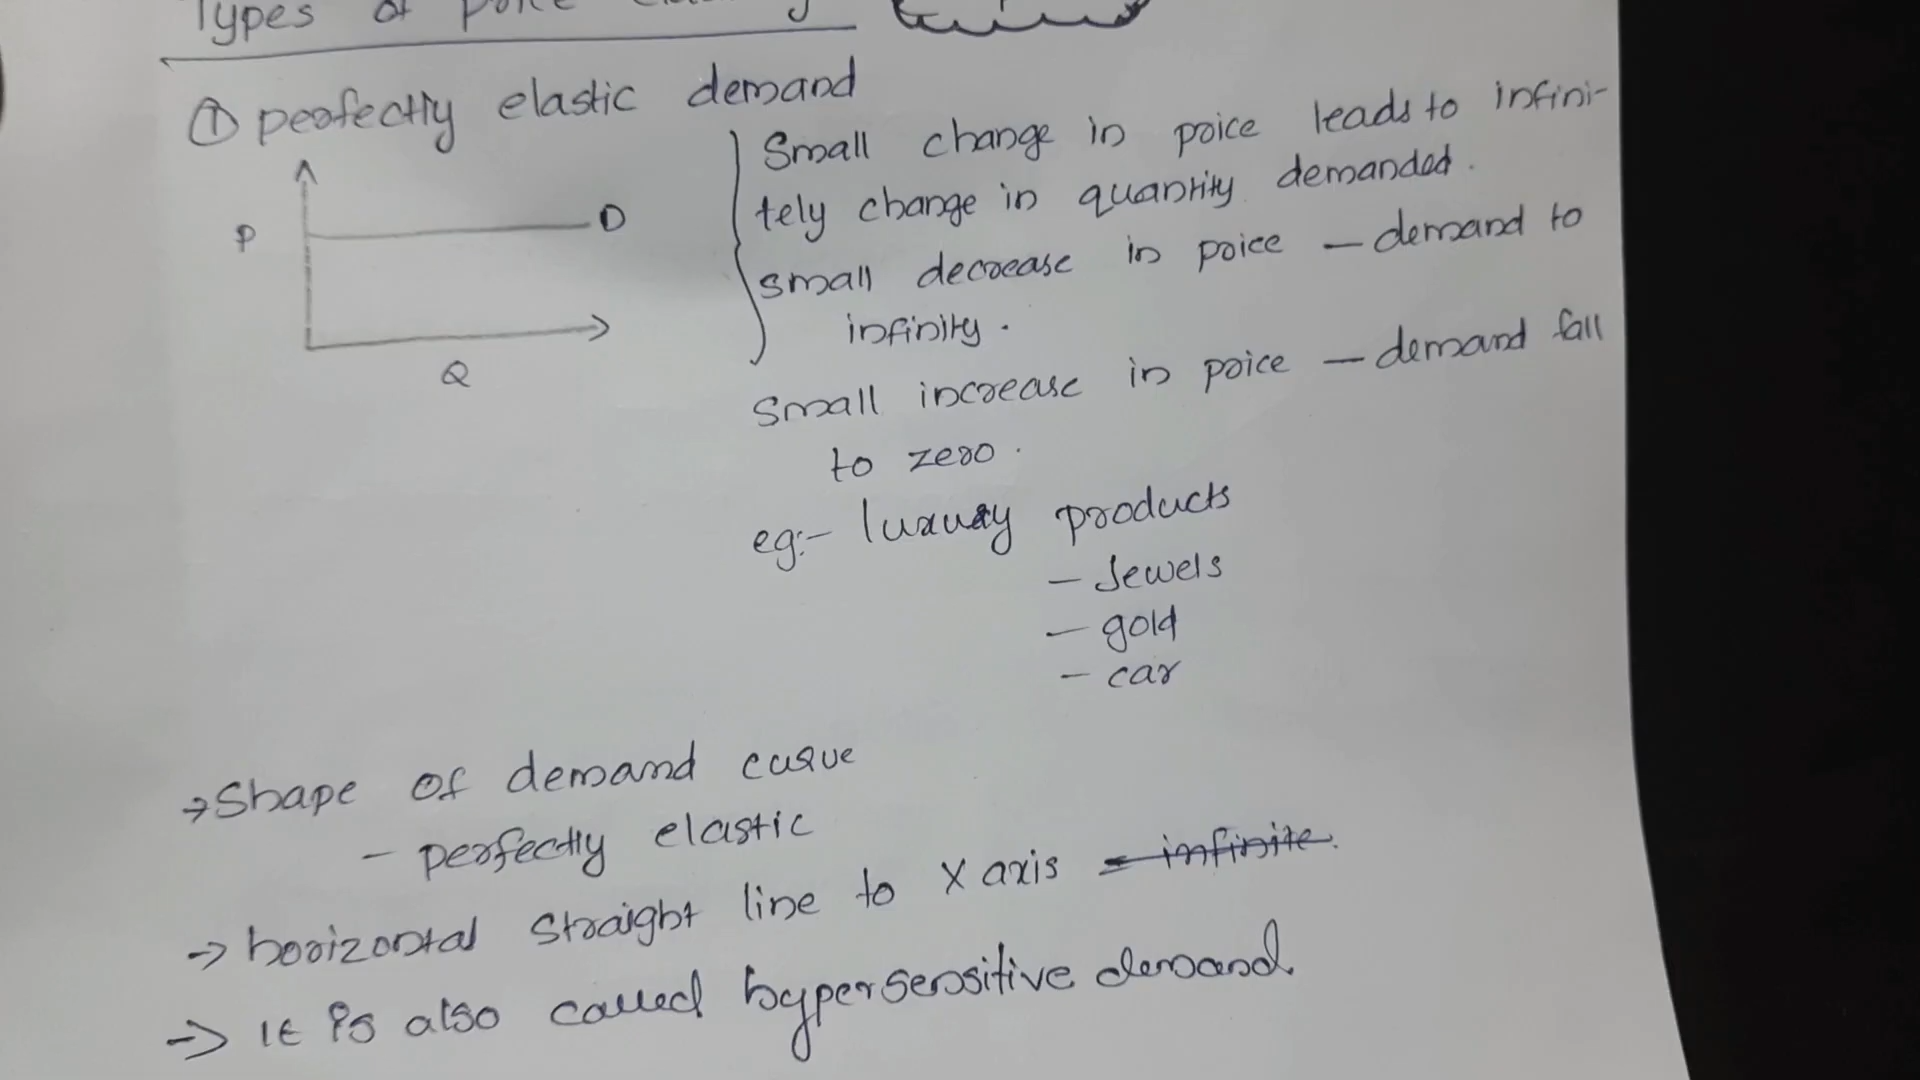 Types of price
① perfectly elastic demand
P
D
Q
Small change in price leads to infini-
tely change in quantity demanded.
small decrease in price – demand to
infinity.
Small increase in price – demand fall
to zero.
eg:- luxury products
- Jewels
- gold
- car
→ Shape of demand curve
- perfectly elastic
→ horizontal straight line to X axis = infinite.
→ It is also called hypersensitive demand